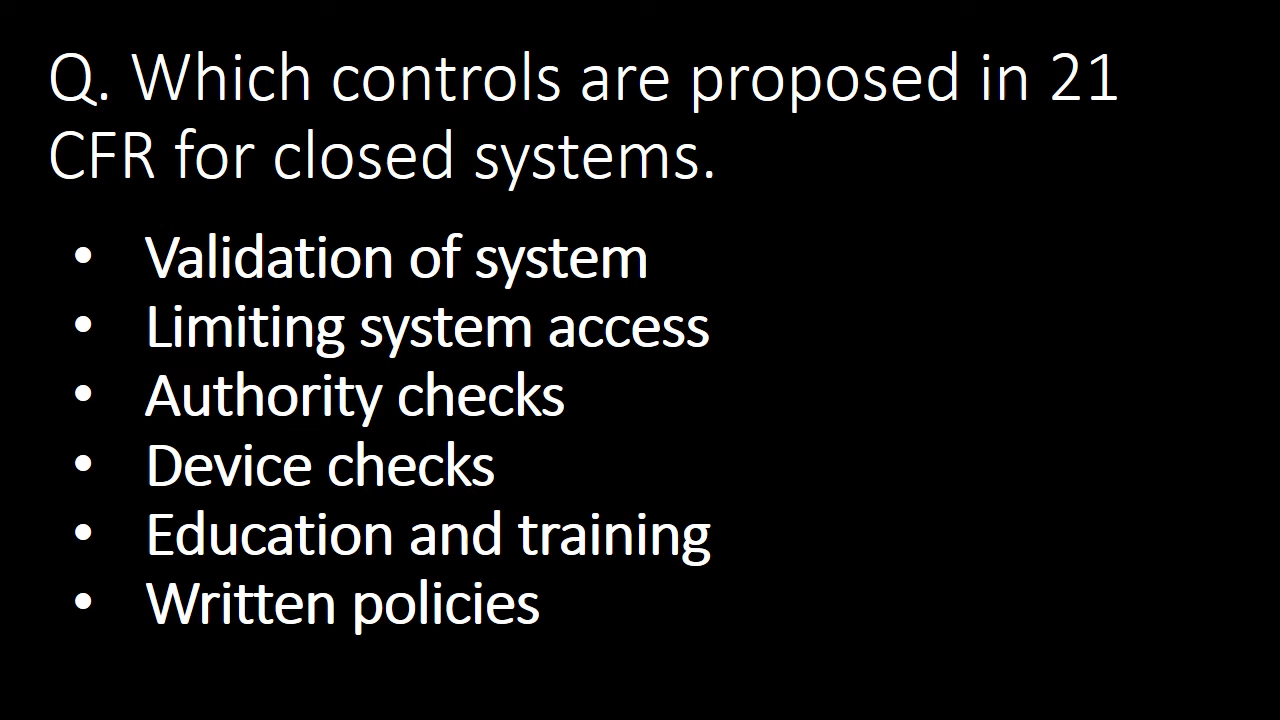 Q. Which controls are proposed in 21
CFR for closed systems.
• Validation of system
• Limiting system access
• Authority checks
• Device checks
• Education and training
• Written policies